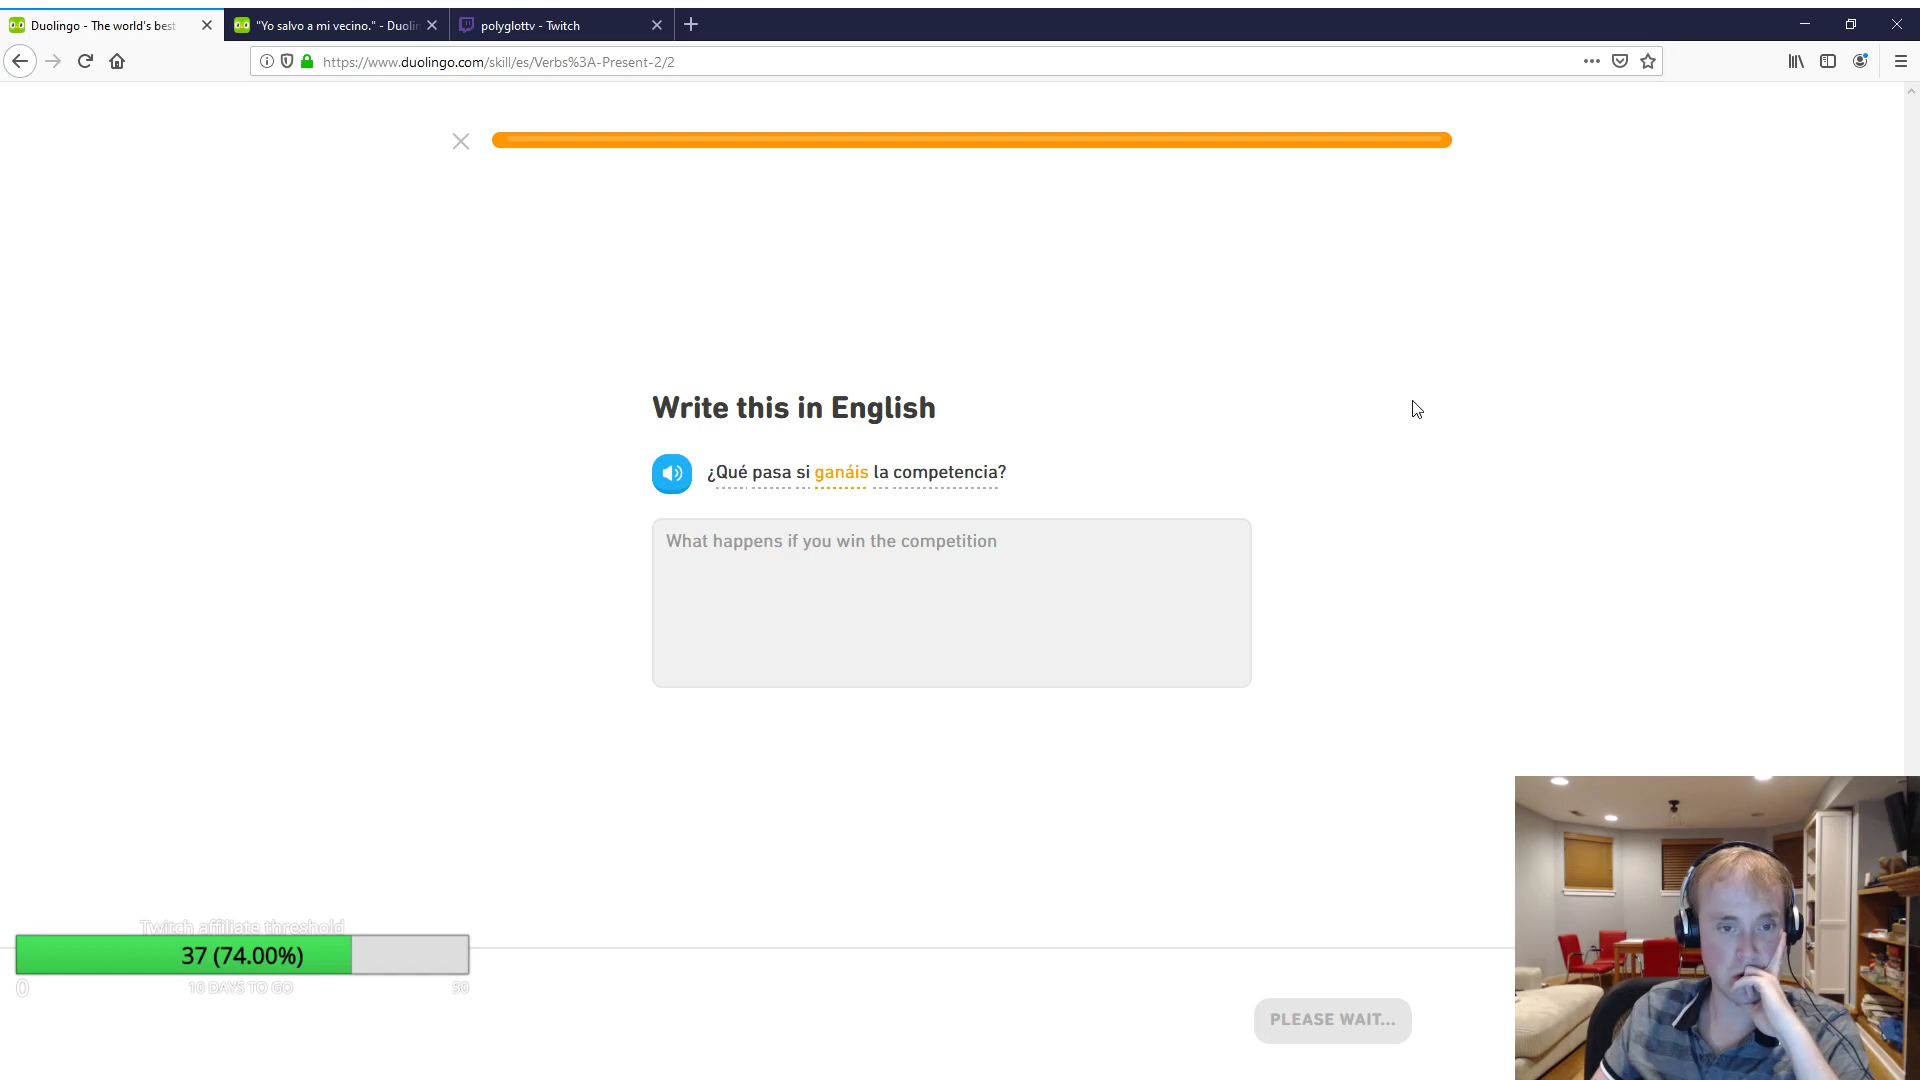 Duolingo - The world's best
"Yo salvo a mi vecino." - Duolin
polyglottv - Twitch
https://www.duolingo.com/skill/es/Verbs%3A-Present-2/2
Write this in English
¿Qué pasa si ganáis la competencia?
What happens if you win the competition
Twitch affiliate threshold
37 (74.00%)
0
10 DAYS TO GO
50
PLEASE WAIT...